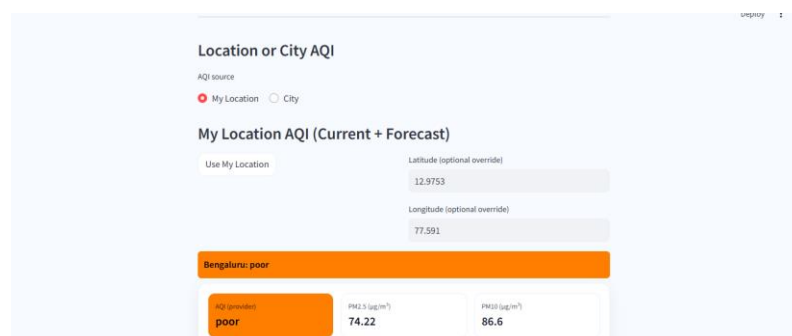 Deploy
Location or City AQI
AQI source
My Location City
My Location AQI (Current + Forecast)
Use My Location
Latitude (optional override)
12.9753
Longitude (optional override)
77.591
Bengaluru: poor
AQI (provider) PM2.5 (µg/m³) PM10 (µg/m³)
poor 74.22 86.6